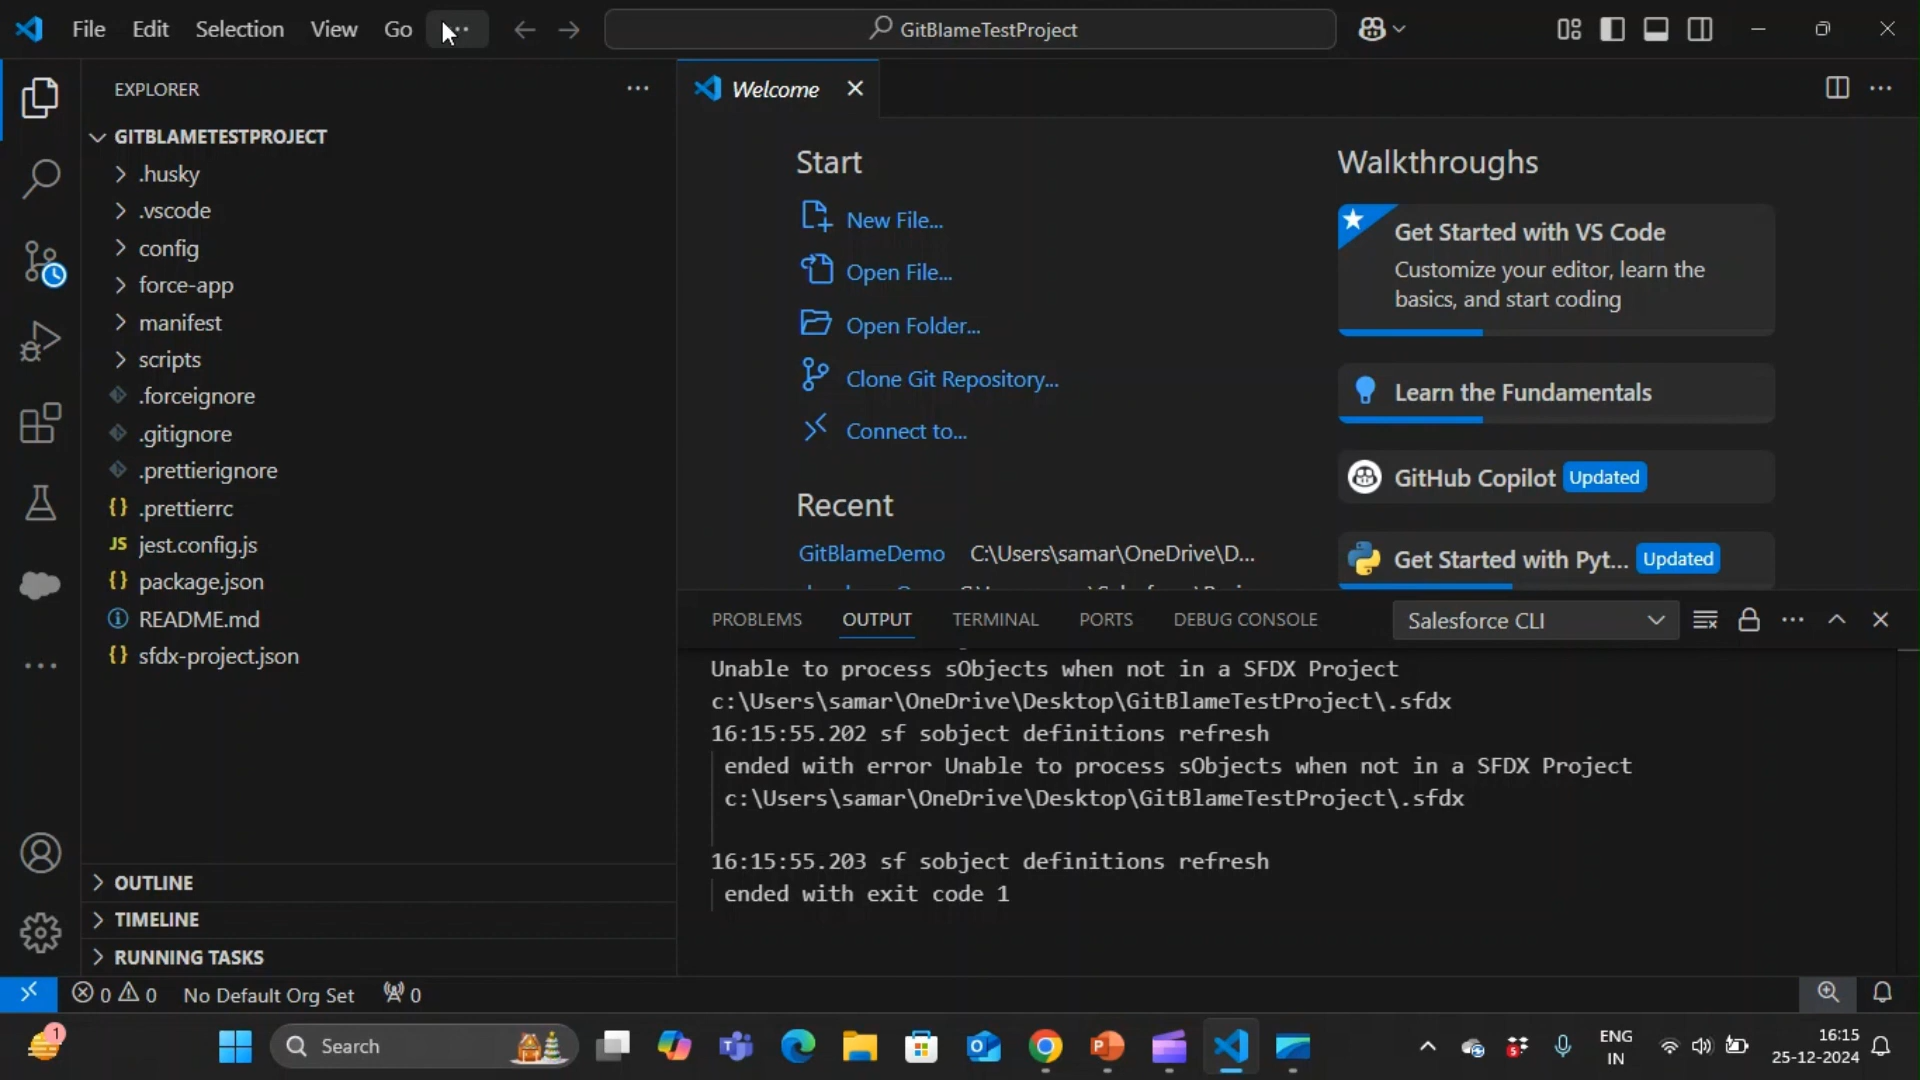 File Edit Selection View Go ··· GitBlameTestProject
EXPLORER
Welcome
GITBLAMETESTPROJECT
.husky
.vscode
config
force-app
manifest
scripts
.forceignore
.gitignore
.prettierignore
{} .prettierrc
JS jest.config.js
{} package.json
README.md
{} sfdx-project.json
OUTLINE
TIMELINE
RUNNING TASKS
Start
New File...
Open File...
Open Folder...
Clone Git Repository...
Connect to...
Recent
GitBlameDemo C:\Users\samar\OneDrive\D...
Walkthroughs
Get Started with VS Code
Customize your editor, learn the
basics, and start coding
Learn the Fundamentals
GitHub Copilot Updated
Get Started with Pyt... Updated
PROBLEMS OUTPUT TERMINAL PORTS DEBUG CONSOLE Salesforce CLI
Unable to process sObjects when not in a SFDX Project
c:\Users\samar\OneDrive\Desktop\GitBlameTestProject\.sfdx
16:15:55.202 sf sobject definitions refresh
ended with error Unable to process sObjects when not in a SFDX Project
c:\Users\samar\OneDrive\Desktop\GitBlameTestProject\.sfdx
16:15:55.203 sf sobject definitions refresh
ended with exit code 1
0 0 No Default Org Set 0
1 Search ENG 16:15
IN 25-12-2024